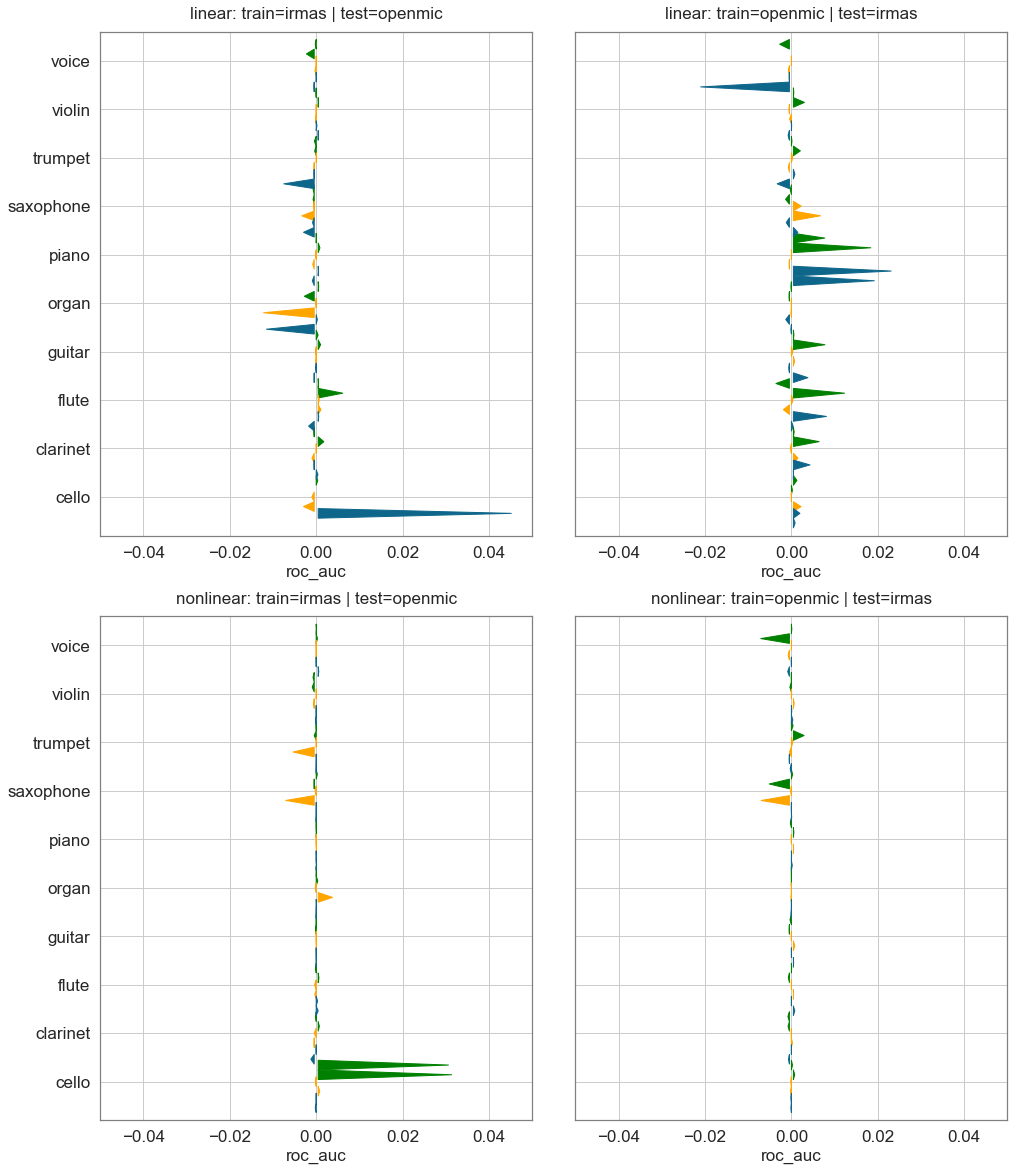 linear: train=irmas | test=openmic
linear: train=openmic | test=irmas
voice
violin
trumpet
saxophone
piano
organ
guitar
flute
clarinet
cello
−0.04 −0.02 0.00 0.02 0.04
roc_auc
−0.04 −0.02 0.00 0.02 0.04
roc_auc
nonlinear: train=irmas | test=openmic
nonlinear: train=openmic | test=irmas
voice
violin
trumpet
saxophone
piano
organ
guitar
flute
clarinet
cello
−0.04 −0.02 0.00 0.02 0.04
roc_auc
−0.04 −0.02 0.00 0.02 0.04
roc_auc